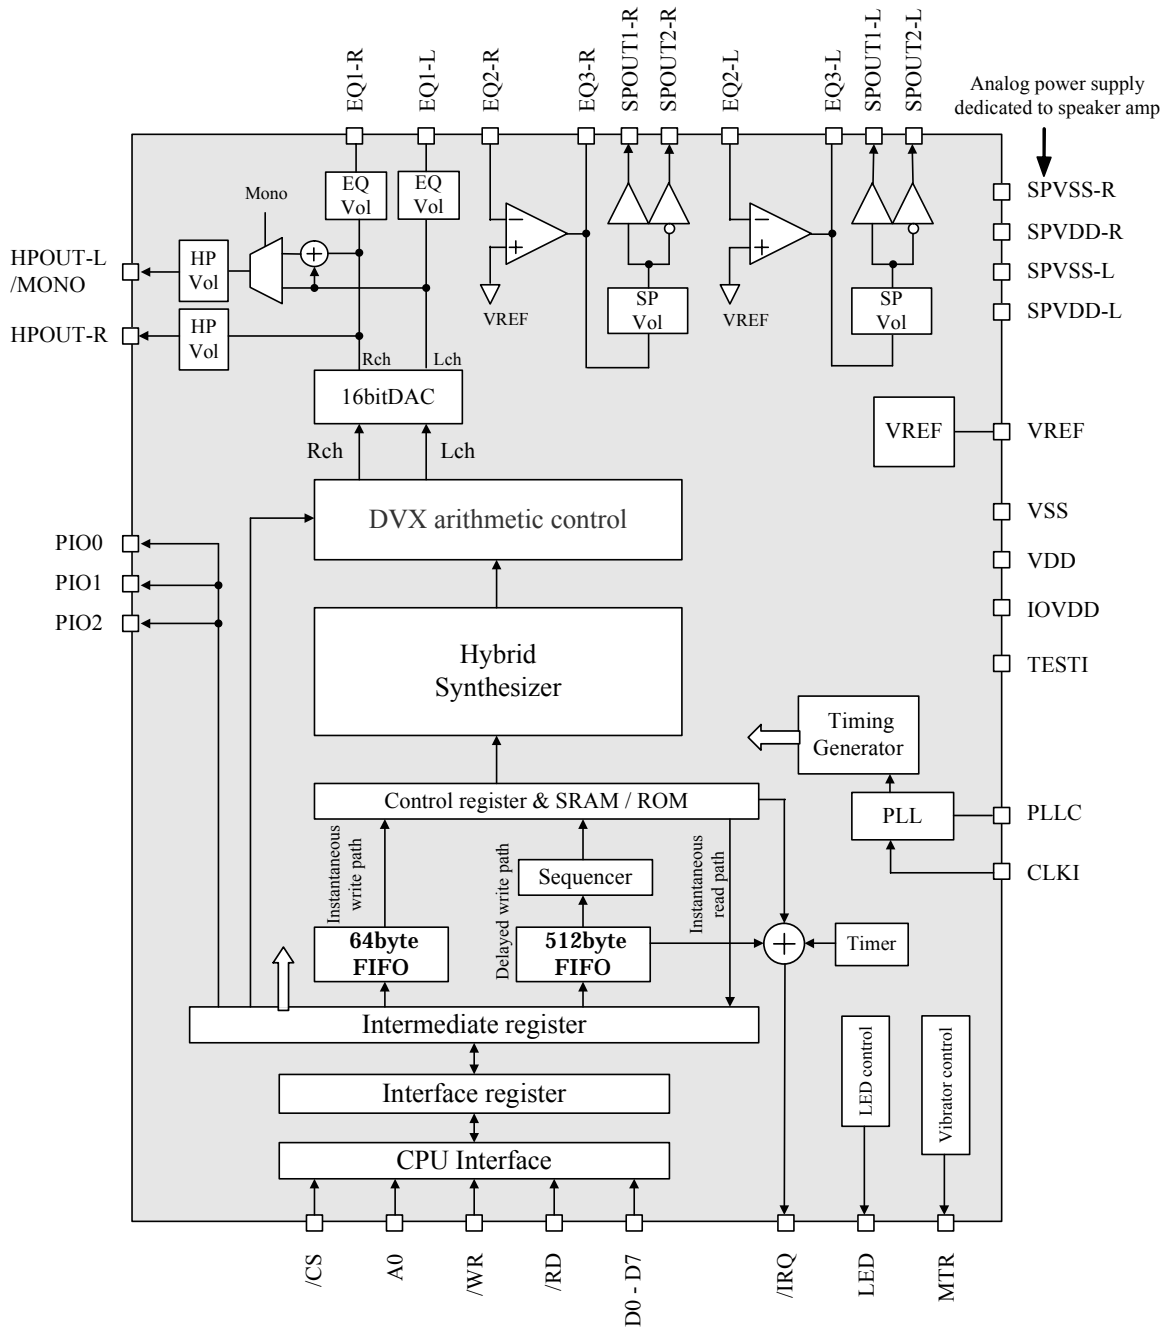 EQ1-R
EQ1-L
EQ2-R
EQ3-R
SPOUT1-R
SPOUT2-R
EQ2-L
EQ3-L
SPOUT1-L
SPOUT2-L
Analog power supply
dedicated to speaker amp
EQ
Vol
EQ
Vol
Mono
SPVSS-R
SPVDD-R
SPVSS-L
SPVDD-L
HPOUT-L
/MONO
HP
Vol
HPOUT-R
HP
Vol
VREF
SP
Vol
VREF
SP
Vol
Rch
Lch
16bitDAC
Rch
Lch
VREF
VREF
DVX arithmetic control
VSS
VDD
IOVDD
TESTI
PIO0
PIO1
PIO2
Hybrid
Synthesizer
Timing
Generator
Control register & SRAM / ROM
PLL
PLLC
CLKI
Instantaneous
write path
Delayed write path
Sequencer
Instantaneous
read path
64byte
FIFO
512byte
FIFO
Timer
Intermediate register
Interface register
CPU Interface
LED control
Vibrator control
/CS
A0
/WR
/RD
D0 - D7
/IRQ
LED
MTR